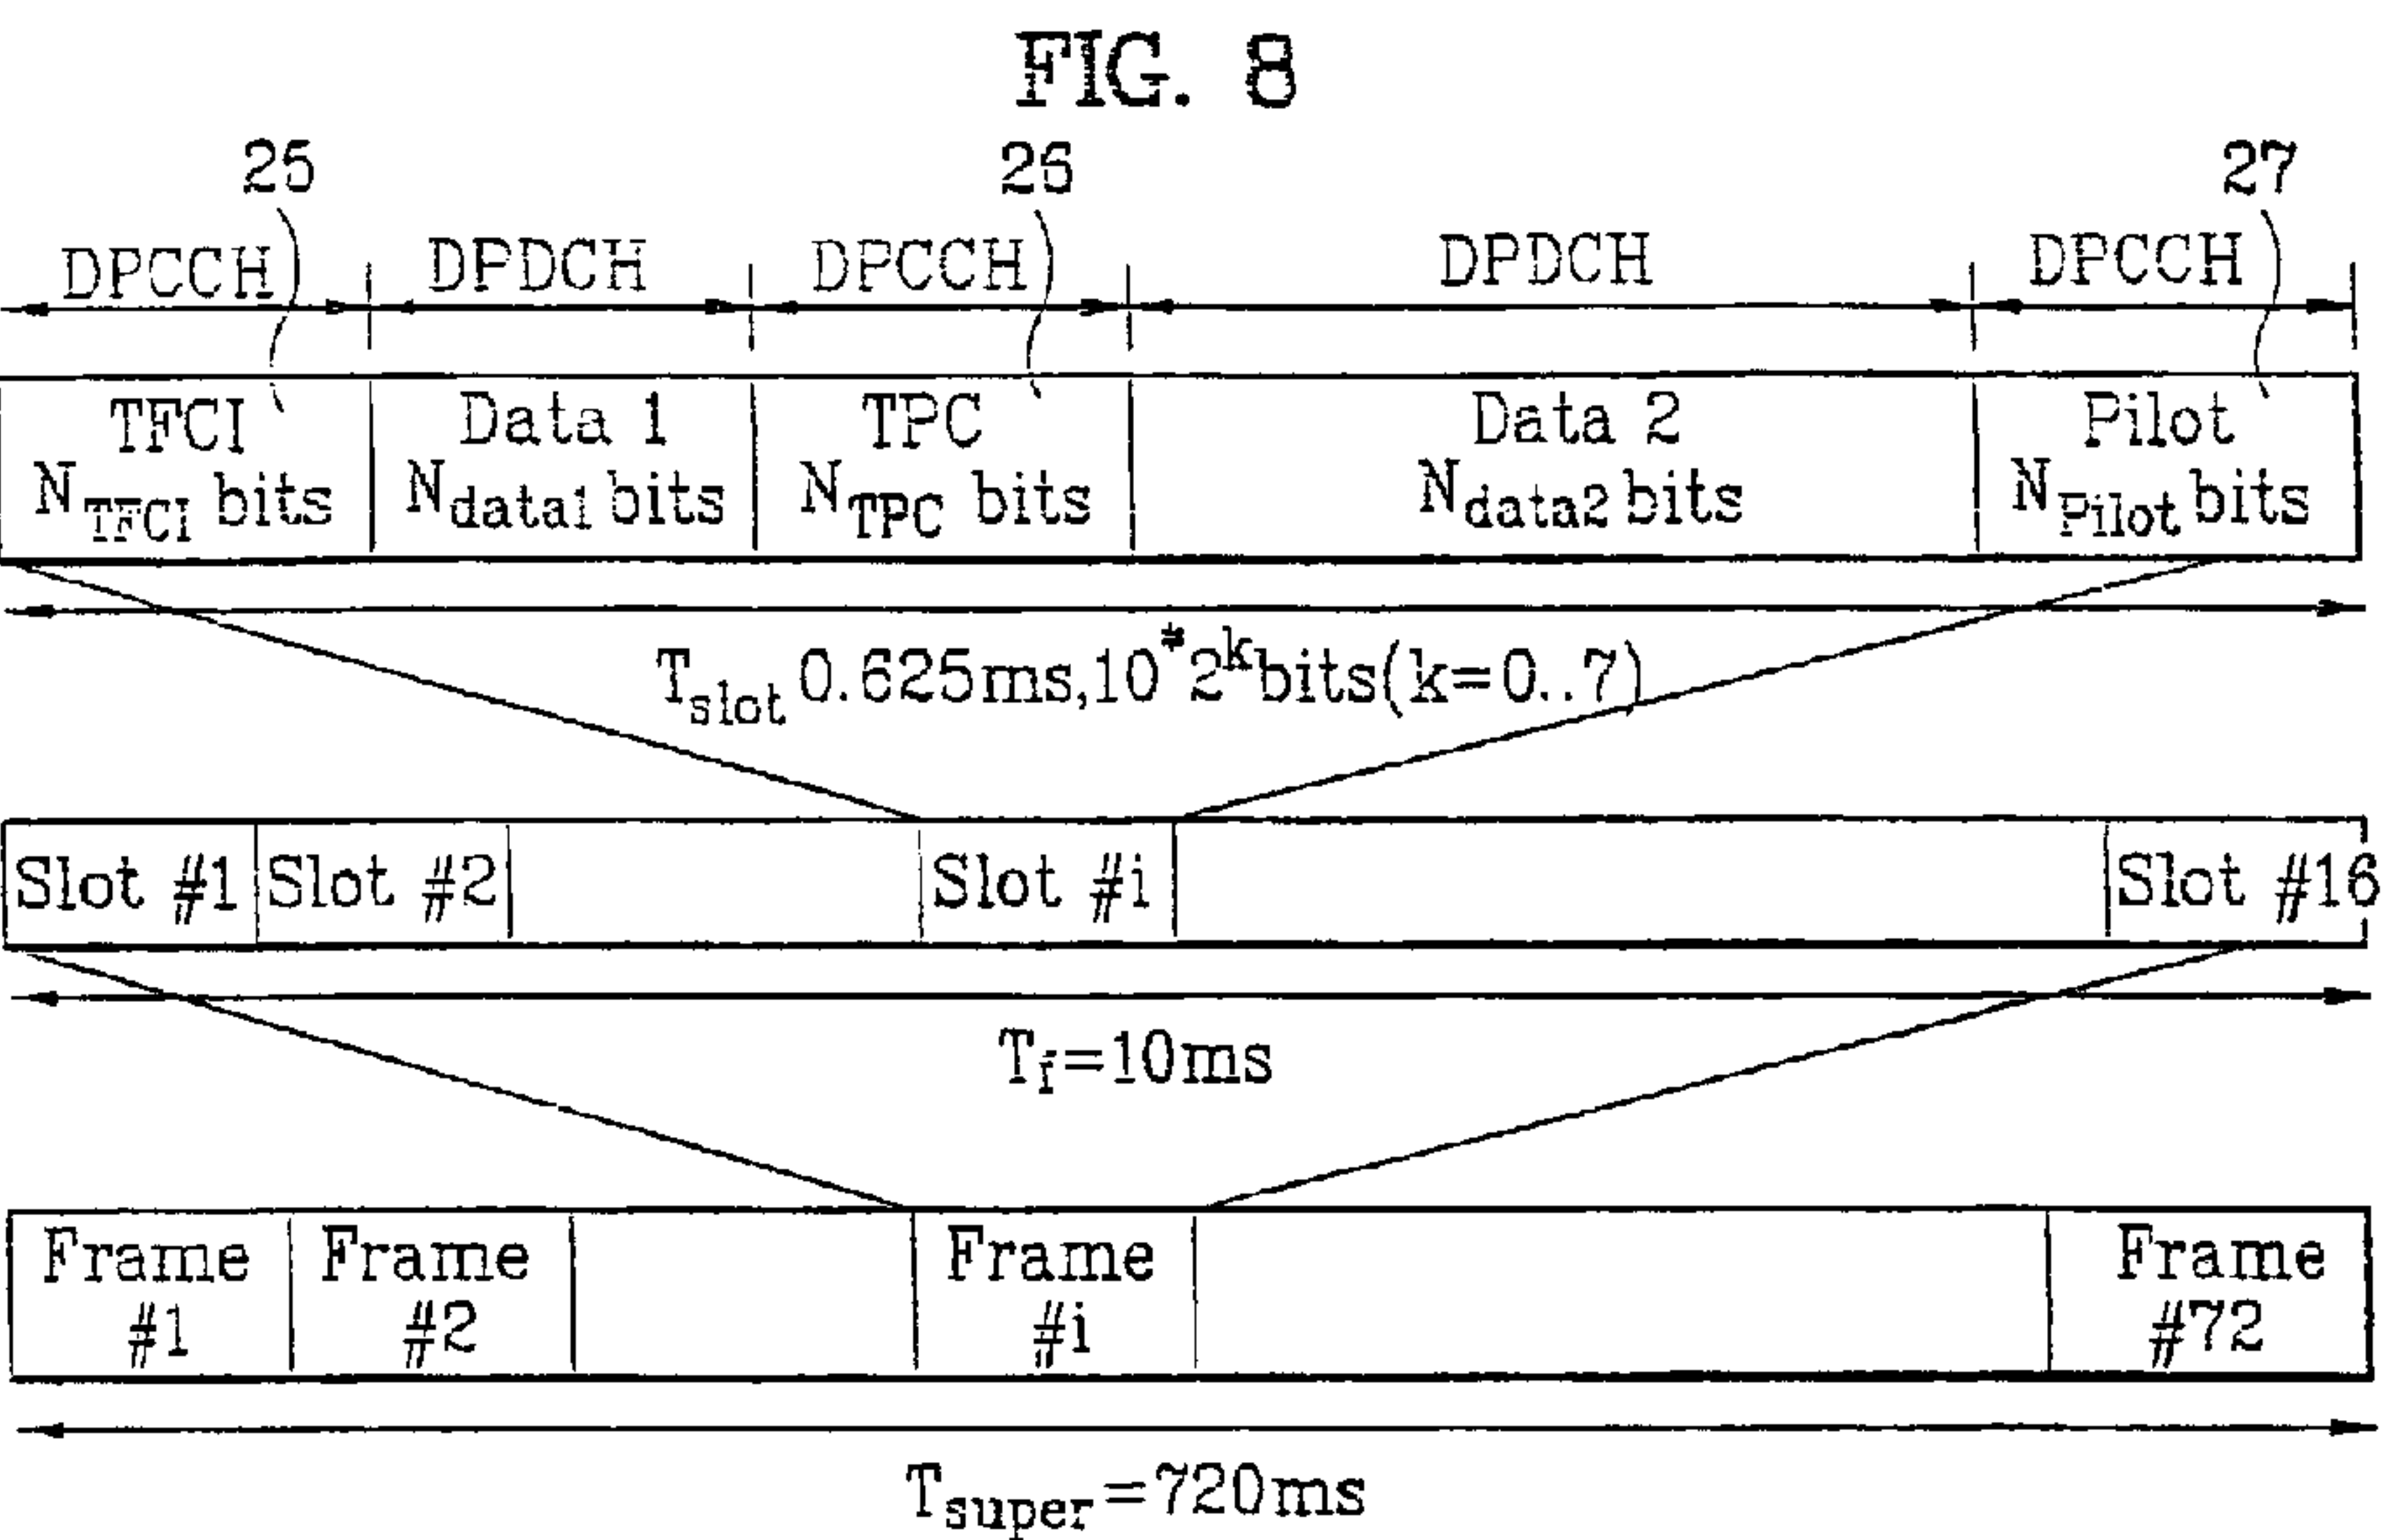 FIG. 8
25 26 27
DPCCH DPDCH DPCCH DPDCH DPCCH
TFCI Data 1 TPC Data 2 Pilot
N_TFCI bits N_data1 bits N_TPC bits N_data2 bits N_Pilot bits
T_slot 0.625ms,10*2^k bits(k=0..7)
Slot #1 Slot #2 Slot #i Slot #16
T_f=10ms
Frame Frame Frame Frame
#1 #2 #i #72
T_super=720ms